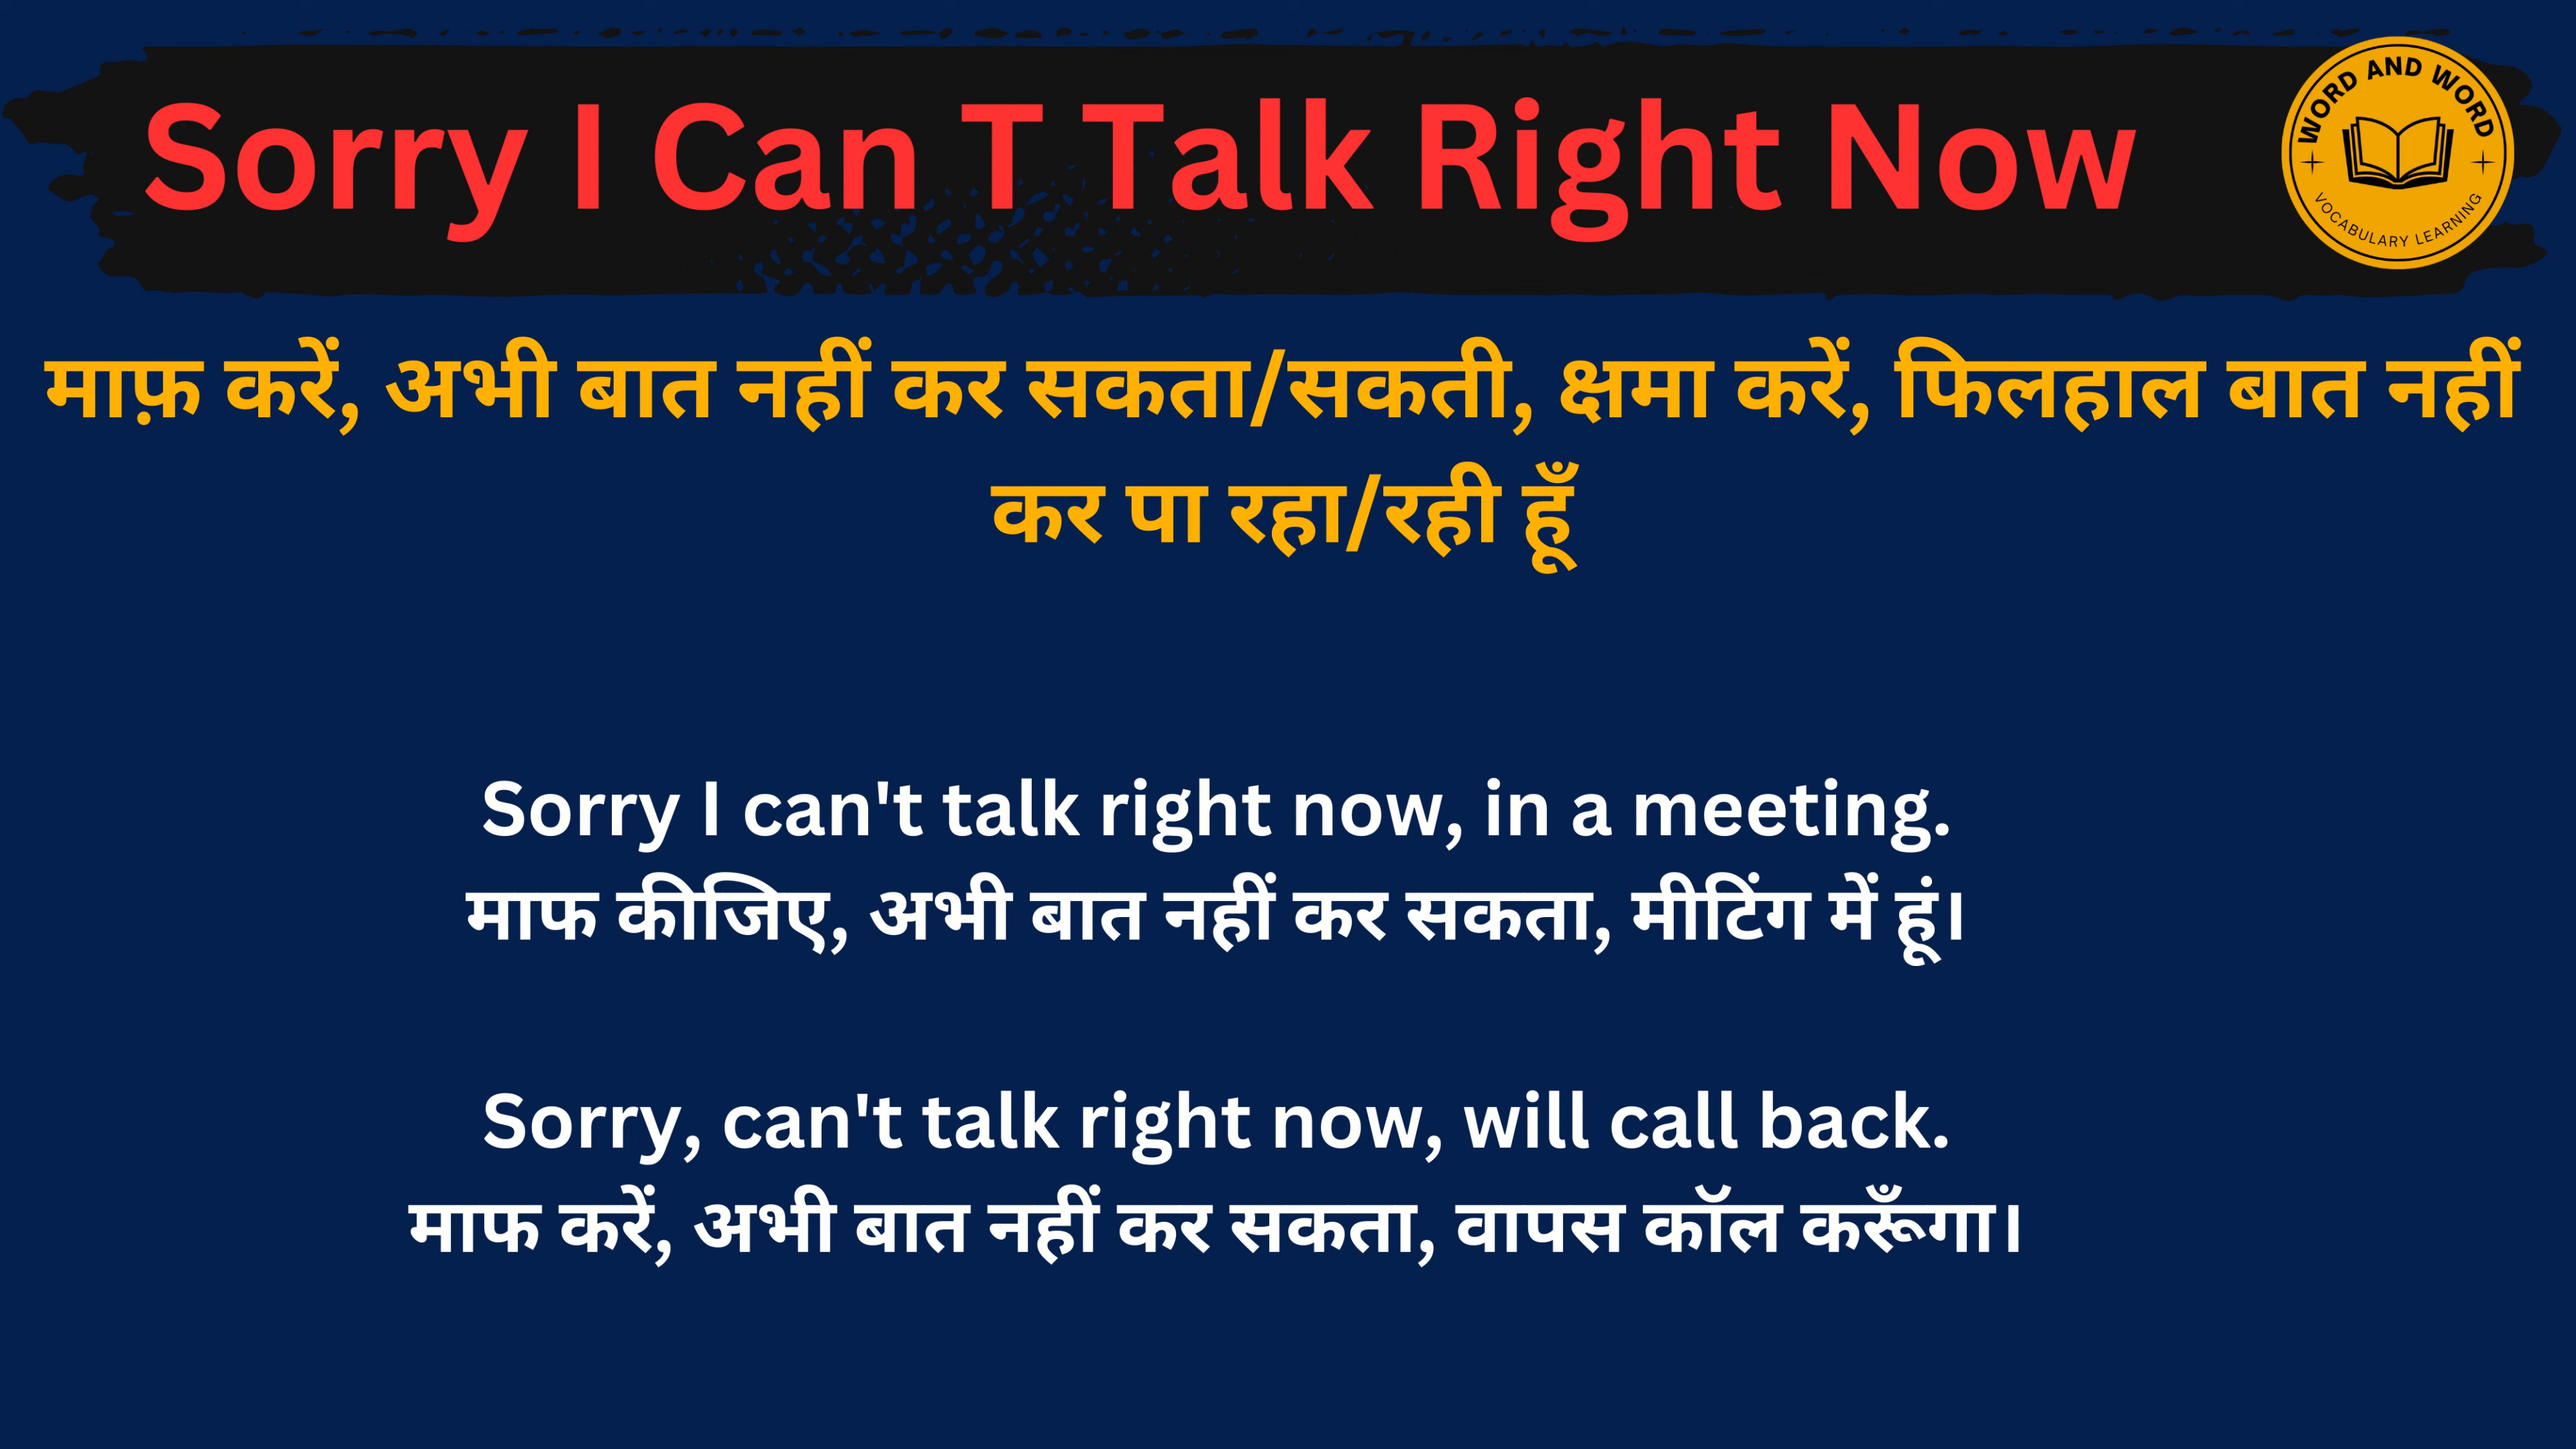 Sorry I Can T Talk Right Now
WORD AND WORD
VOCABULARY LEARNING
माफ़ करें, अभी बात नहीं कर सकता/सकती, क्षमा करें, फिलहाल बात नहीं
कर पा रहा/रही हूँ
Sorry I can't talk right now, in a meeting.
माफ कीजिए, अभी बात नहीं कर सकता, मीटिंग में हूं।
Sorry, can't talk right now, will call back.
माफ करें, अभी बात नहीं कर सकता, वापस कॉल करूँगा।